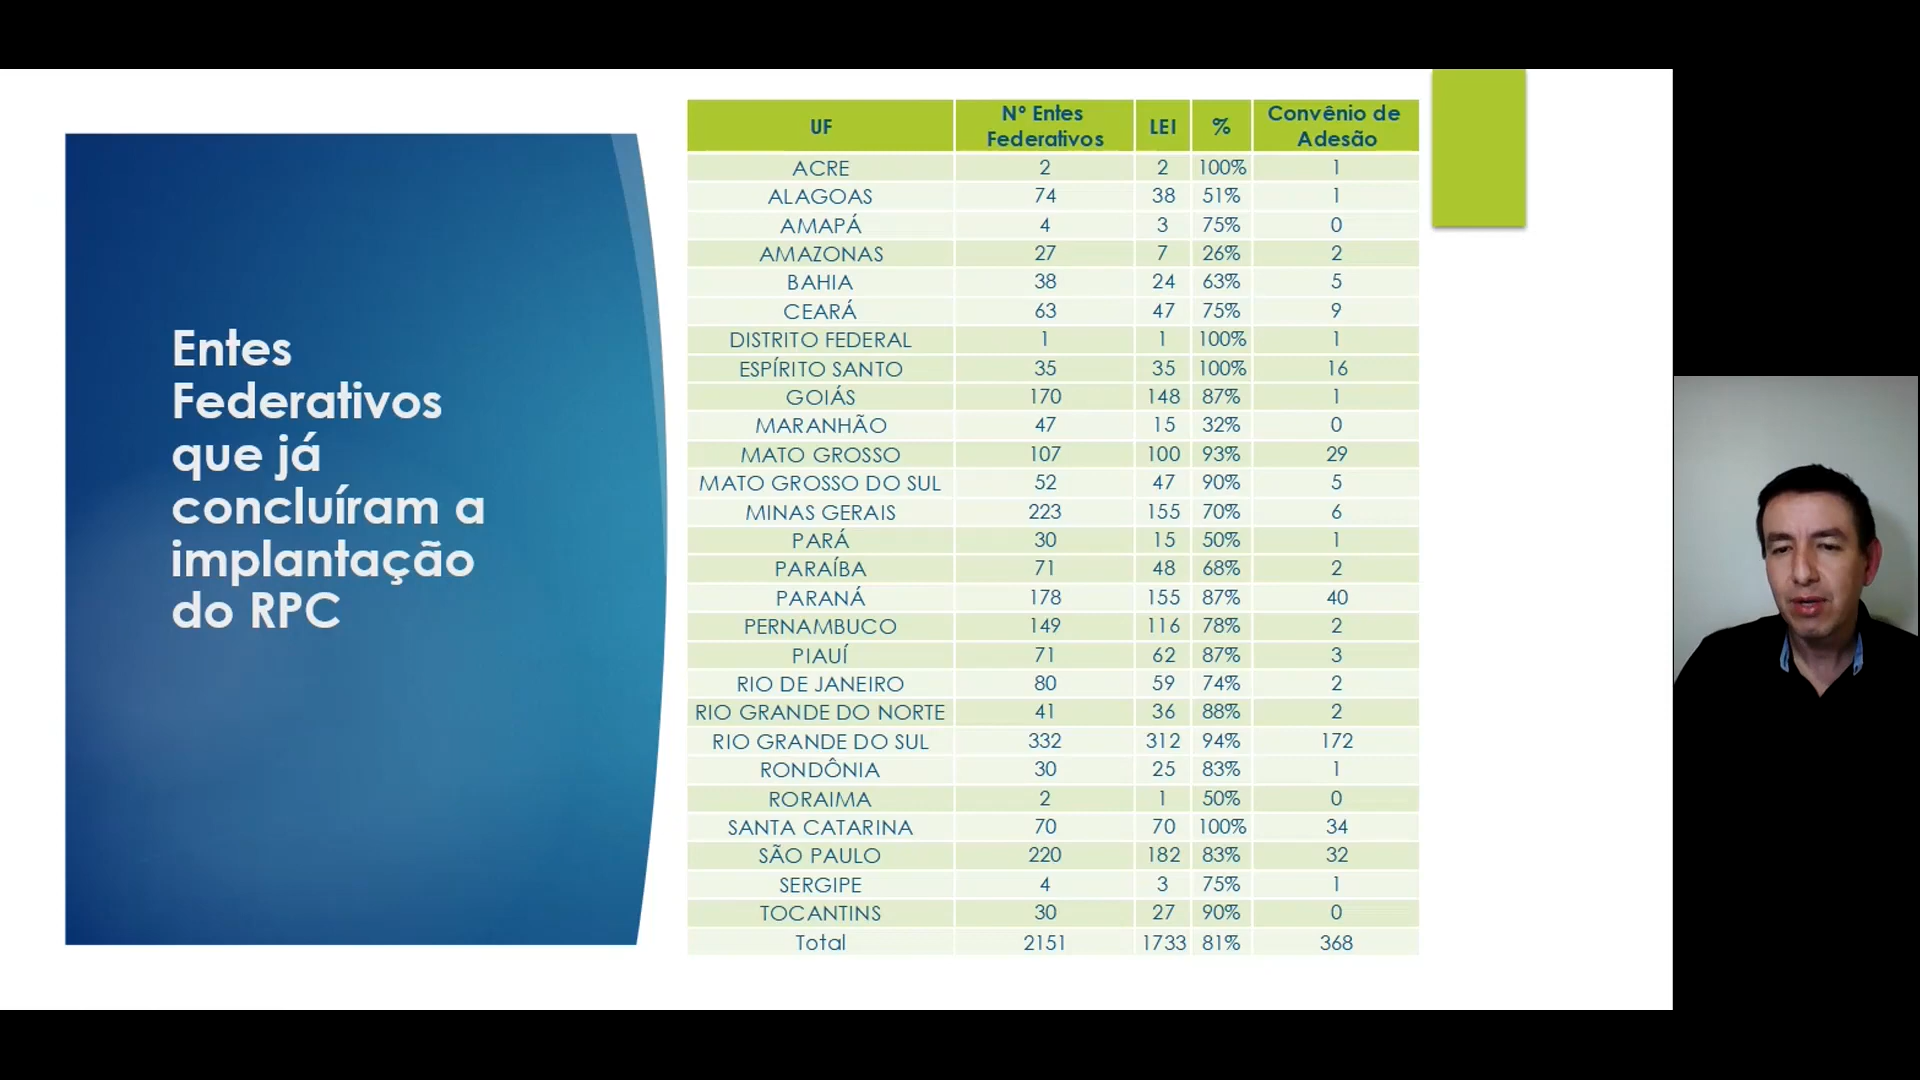 Entes
Federativos
que já
concluíram a
implantação
do RPC
UF Nº Entes Federativos LEI % Convênio de Adesão
ACRE 2 2 100% 1
ALAGOAS 74 38 51% 1
AMAPÁ 4 3 75% 0
AMAZONAS 27 7 26% 2
BAHIA 38 24 63% 5
CEARÁ 63 47 75% 9
DISTRITO FEDERAL 1 1 100% 1
ESPÍRITO SANTO 35 35 100% 16
GOIÁS 170 148 87% 1
MARANHÃO 47 15 32% 0
MATO GROSSO 107 100 93% 29
MATO GROSSO DO SUL 52 47 90% 5
MINAS GERAIS 223 155 70% 6
PARÁ 30 15 50% 1
PARAÍBA 71 48 68% 2
PARANÁ 178 155 87% 40
PERNAMBUCO 149 116 78% 2
PIAUÍ 71 62 87% 3
RIO DE JANEIRO 80 59 74% 2
RIO GRANDE DO NORTE 41 36 88% 2
RIO GRANDE DO SUL 332 312 94% 172
RONDÔNIA 30 25 83% 1
RORAIMA 2 1 50% 0
SANTA CATARINA 70 70 100% 34
SÃO PAULO 220 182 83% 32
SERGIPE 4 3 75% 1
TOCANTINS 30 27 90% 0
Total 2151 1733 81% 368